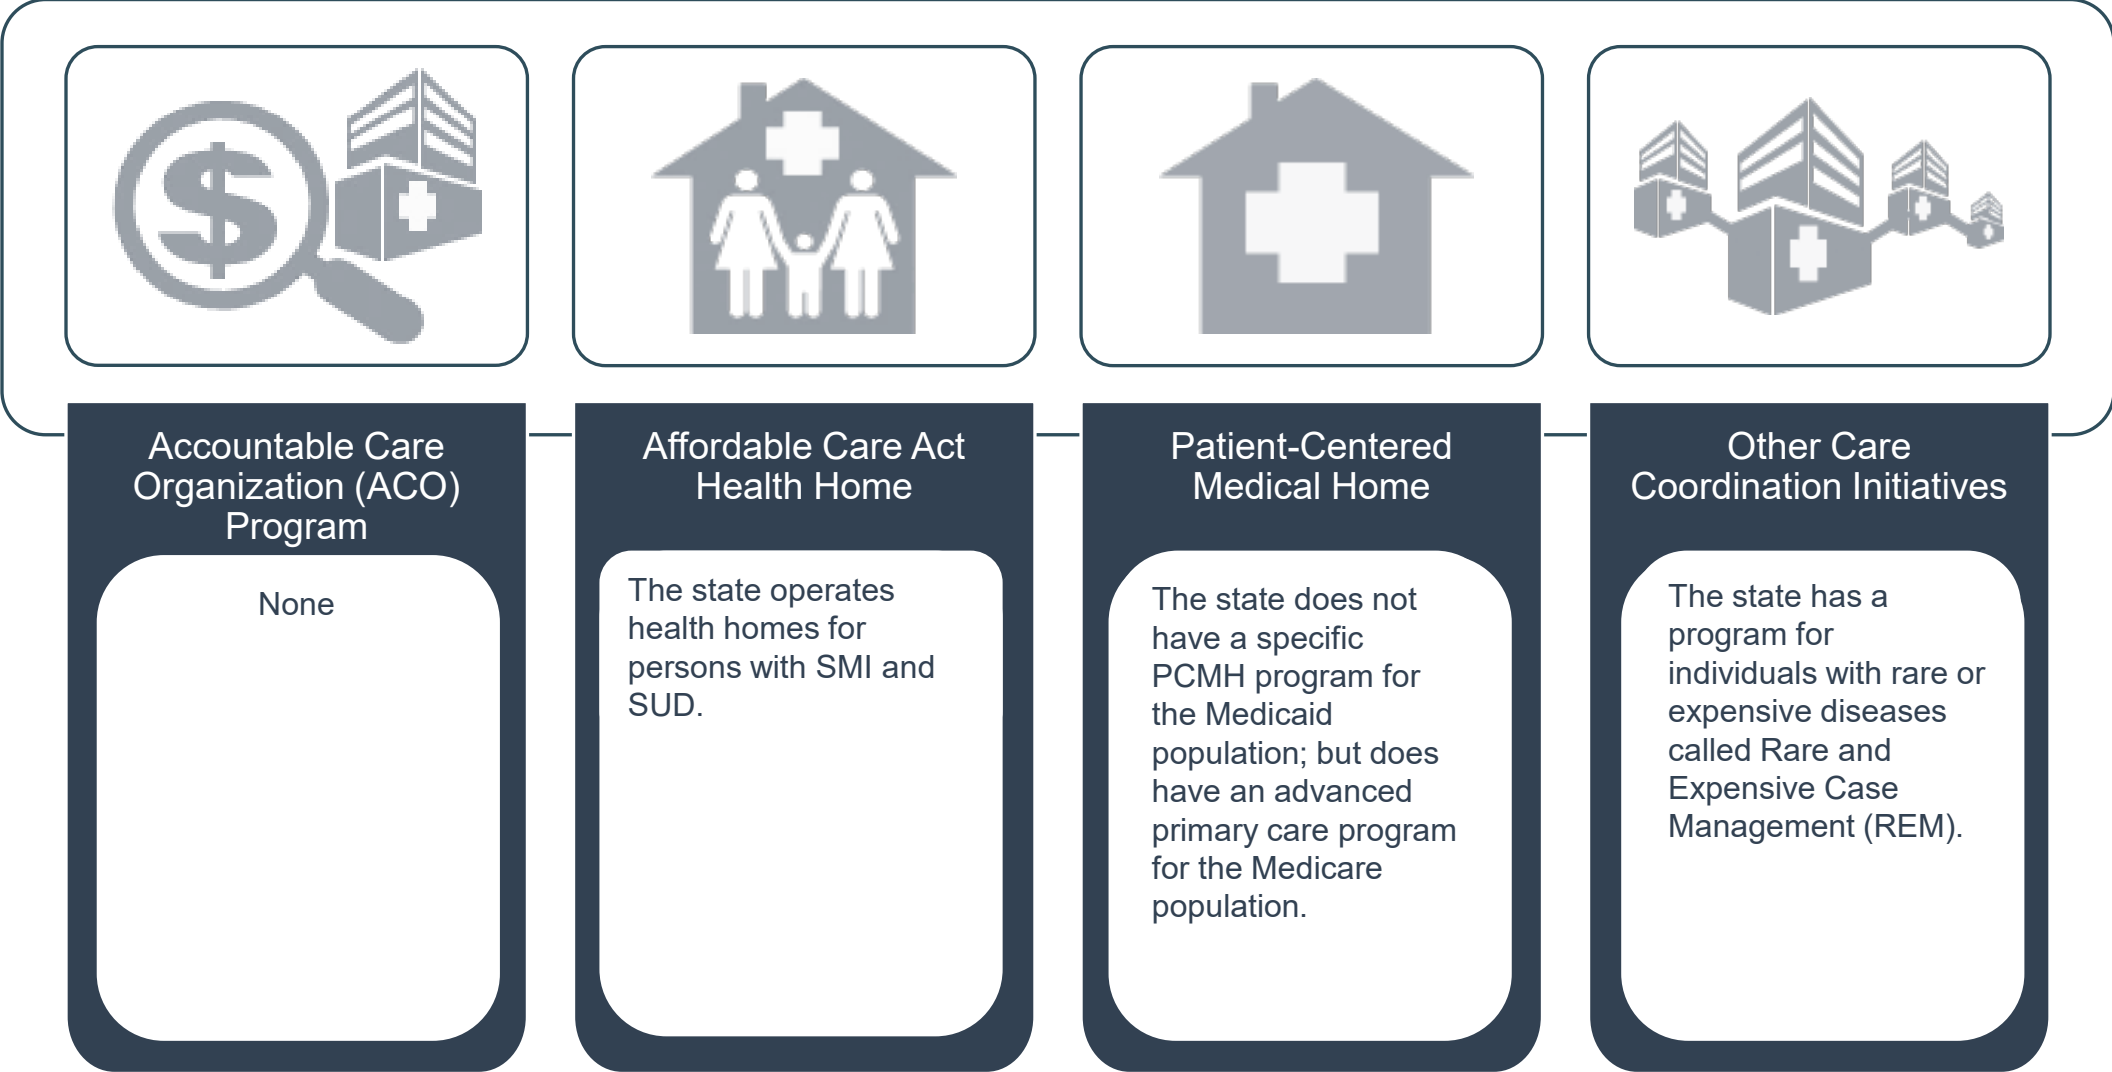 Accountable Care
Organization (ACO)
Program
None
Affordable Care Act
Health Home
The state operates
health homes for
persons with SMI and
SUD.
Patient-Centered
Medical Home
The state does not
have a specific
PCMH program for
the Medicaid
population; but does
have an advanced
primary care program
for the Medicare
population.
Other Care
Coordination Initiatives
The state has a
program for
individuals with rare or
expensive diseases
called Rare and
Expensive Case
Management (REM).